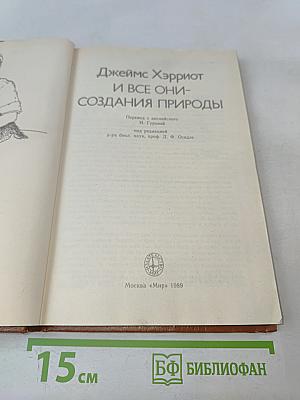 Джеймс Хэрриот
И ВСЕ ОНИ-
СОЗДАНИЯ ПРИРОДЫ
Перевод с английского
И. Гуровой
под редакцией
д-ра биол. наук, проф. Д. Ф. Осидзе
Москва «Мир» 1989
15 см
БФ БИБЛИОФАН